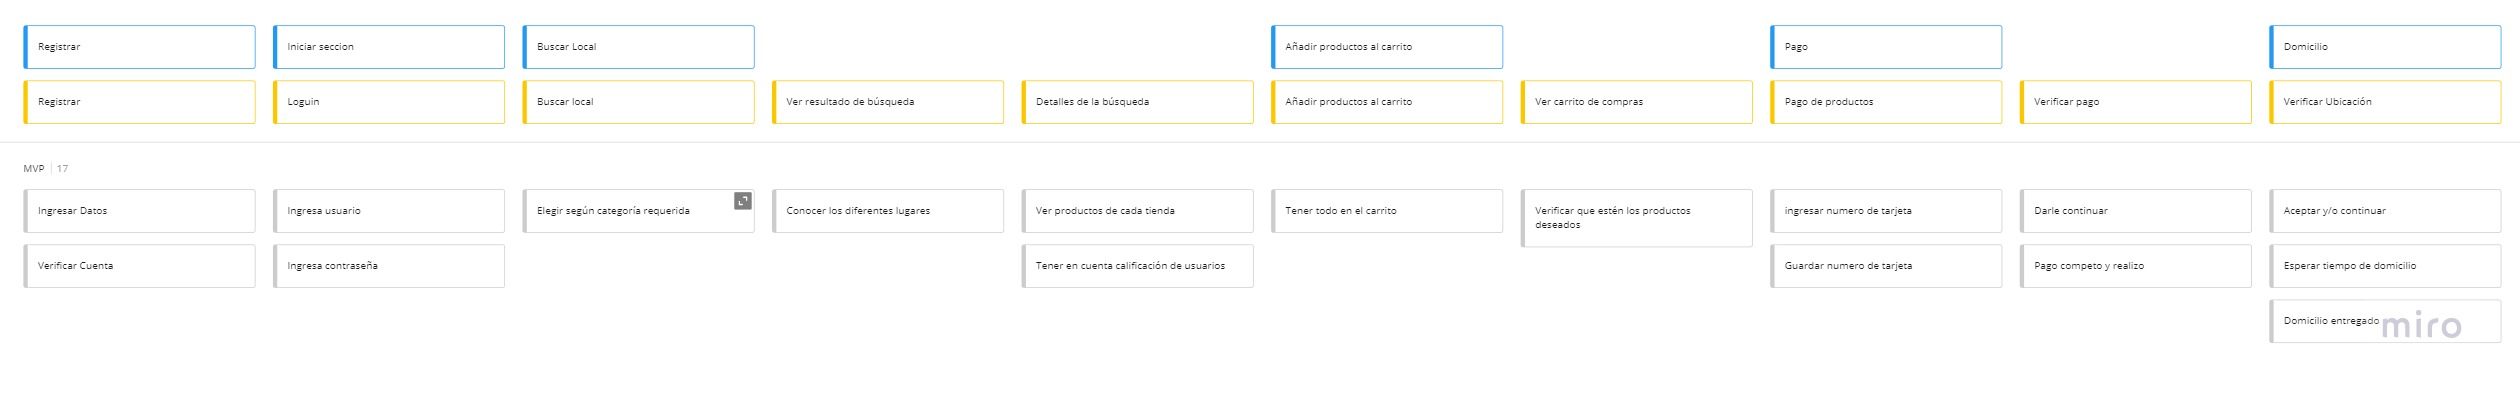 Registrar
Iniciar seccion
Buscar Local
Añadir productos al carrito
Pago
Domicilio
Registrar
Loguin
Buscar local
Ver resultado de búsqueda
Detalles de la búsqueda
Añadir productos al carrito
Ver carrito de compras
Pago de productos
Verificar pago
Verificar Ubicación
MVP 17
Ingresar Datos
Ingresa usuario
Elegir según categoría requerida
Conocer los diferentes lugares
Ver productos de cada tienda
Tener todo en el carrito
Verificar que estén los productos
deseados
ingresar numero de tarjeta
Darle continuar
Aceptar y/o continuar
Verificar Cuenta
Ingresa contraseña
Tener en cuenta calificación de usuarios
Guardar numero de tarjeta
Pago competo y realizo
Esperar tiempo de domicilio
Domicilio entregado
miro